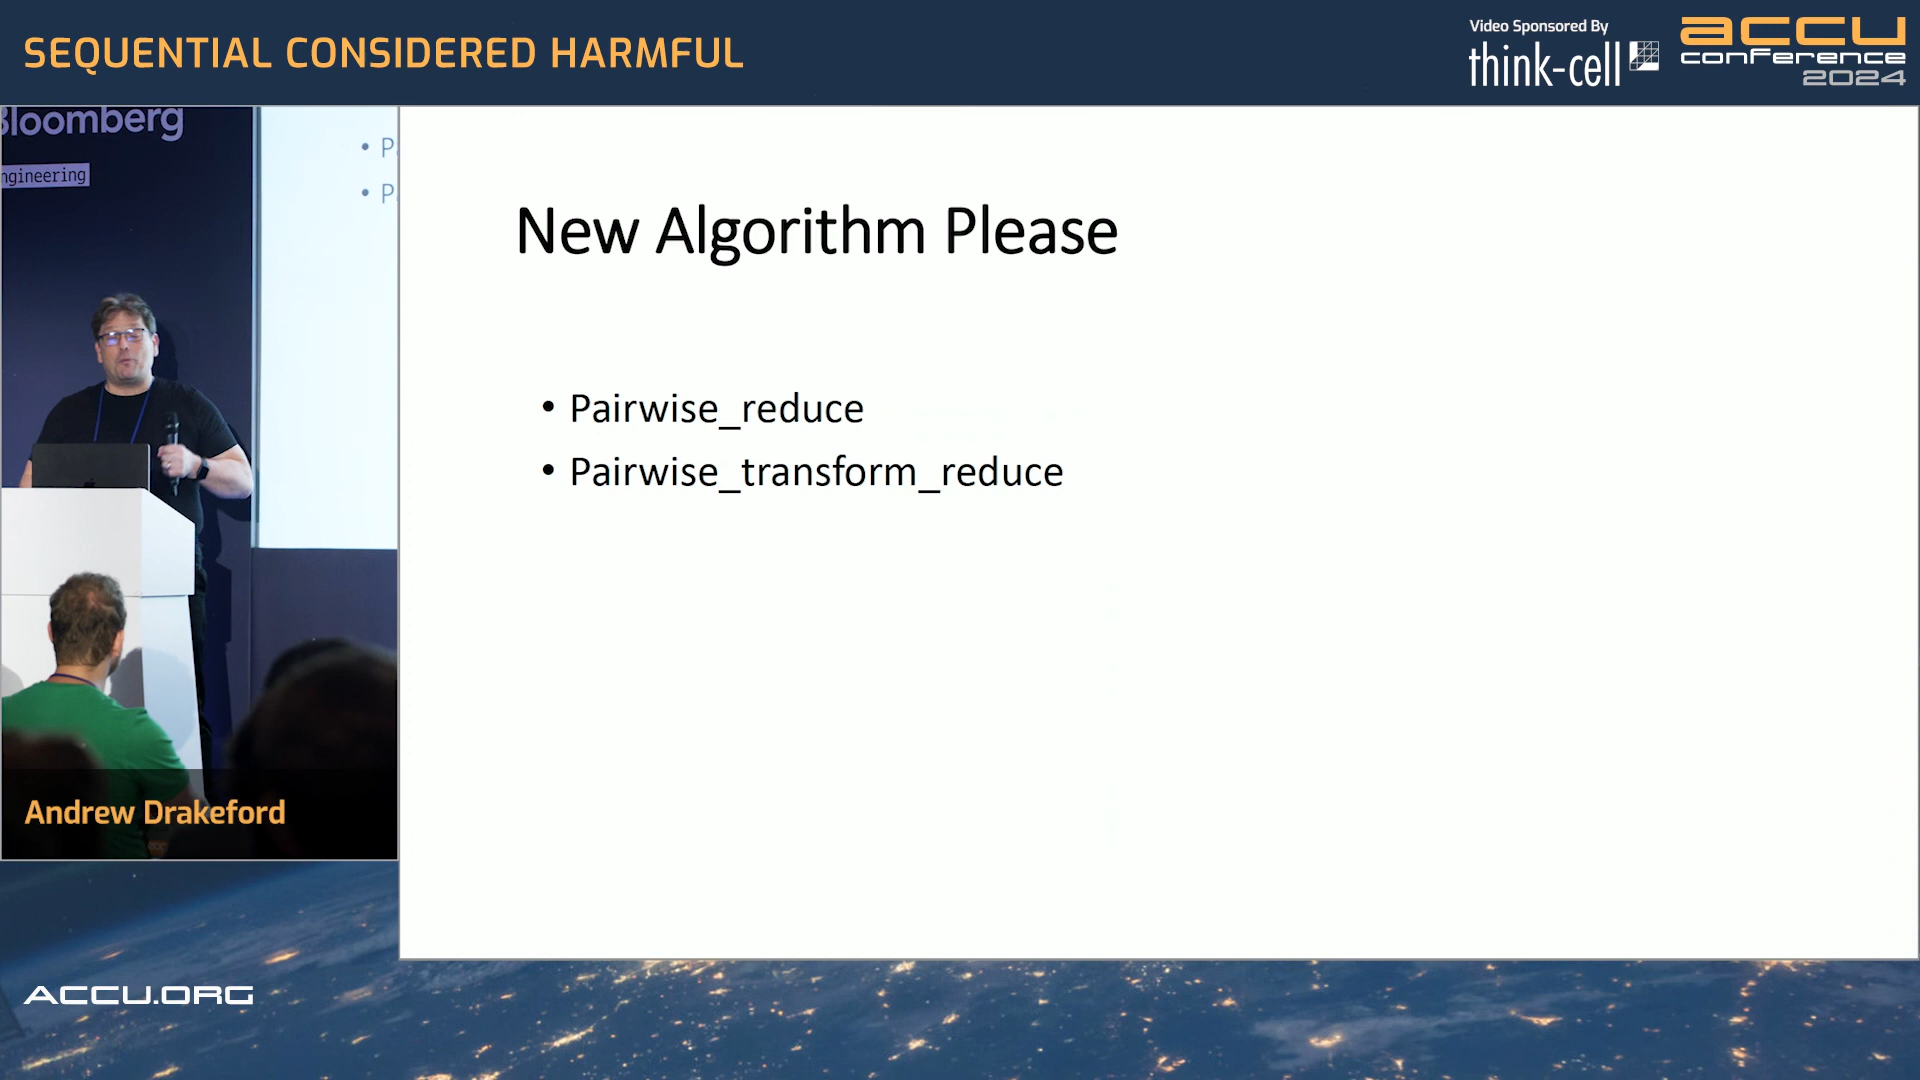 SEQUENTIAL CONSIDERED HARMFUL
Video Sponsored By
think-cell
accu
conference
2024
Bloomberg
ngineering
• P
• P
New Algorithm Please
• Pairwise_reduce
• Pairwise_transform_reduce
Andrew Drakeford
ACCU.ORG